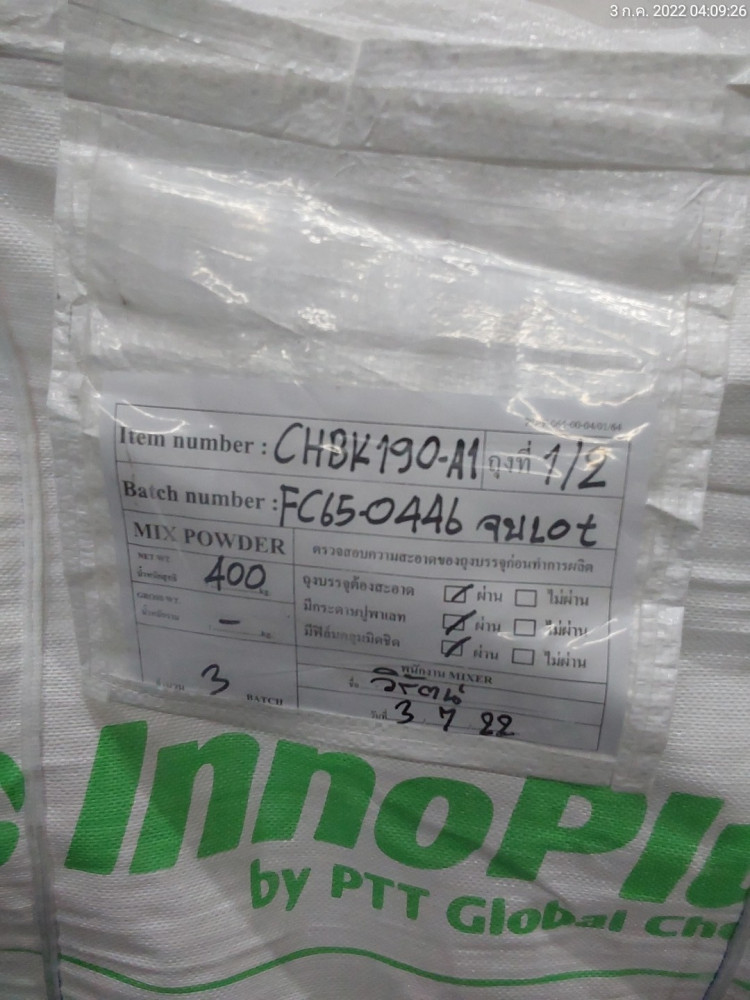 3 ก.ค. 2022 04:09:26
Item number : CHBK190-A1 ถุงที่ 1/2
Batch number : FC65-0446 จบLot
MIX POWDER
ตรวจสอบความสะอาดของถุงบรรจุก่อนทำการผลิต
NET WT
น้ำหนักสุทธิ 400 kg.
ถุงบรรจุต้องสะอาด ผ่าน ไม่ผ่าน
GROSS WT
น้ำหนักรวม - kg.
มีกระดาษปูพาเลท ผ่าน ไม่ผ่าน
มีฟิล์มคลุมมิดชิด ผ่าน ไม่ผ่าน
พนักงาน MIXER
จำนวน 3 BATCH
ชื่อ วิรัตน์
วันที่ 3 7 22
InnoPlu
by PTT Global Che